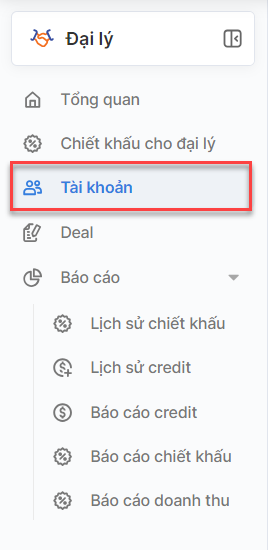 Đại lý
Tổng quan
Chiết khấu cho đại lý
Tài khoản
Deal
Báo cáo
Lịch sử chiết khấu
Lịch sử credit
Báo cáo credit
Báo cáo chiết khấu
Báo cáo doanh thu